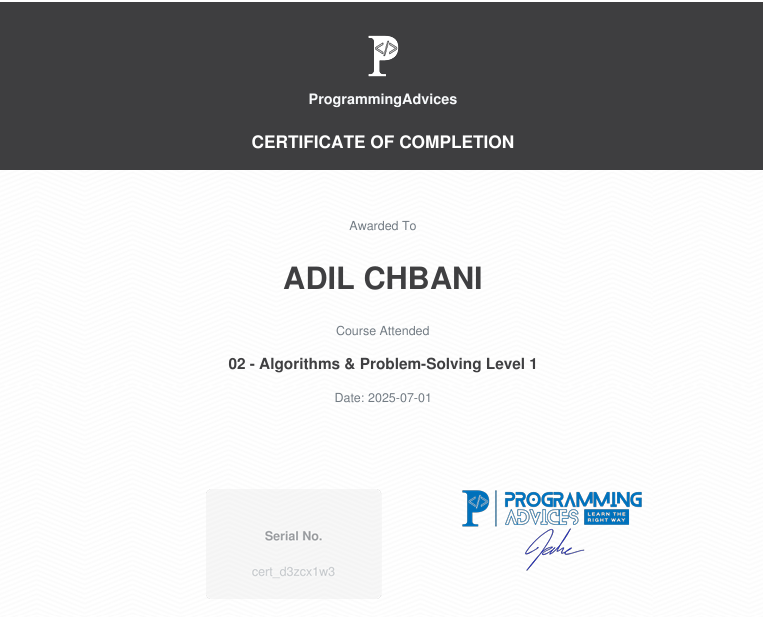 ProgrammingAdvices
CERTIFICATE OF COMPLETION
Awarded To
ADIL CHBANI
Course Attended
02 - Algorithms & Problem-Solving Level 1
Date: 2025-07-01
Serial No.
cert_d3zcx1w3
PROGRAMMING
ADVICES
LEARN THE
RIGHT WAY